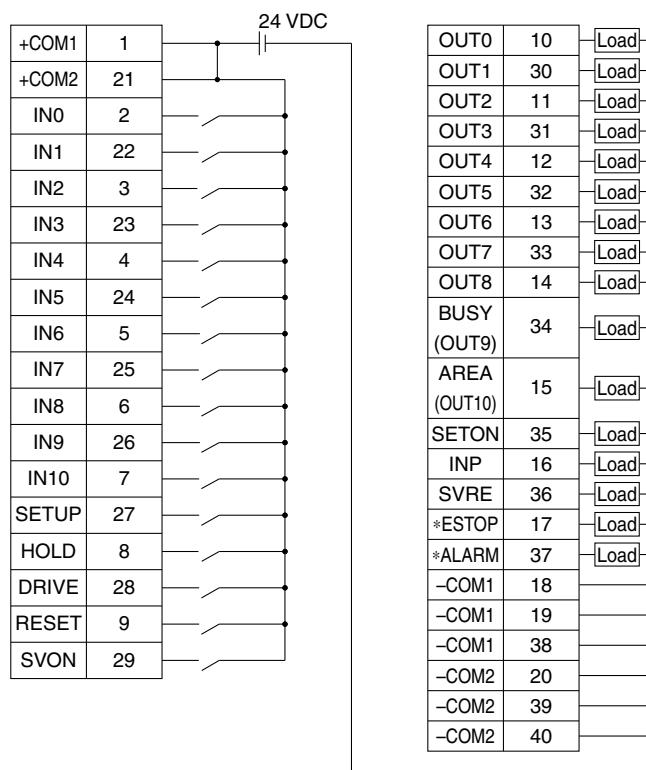 24 VDC
+COM1 1
+COM2 21
IN0 2
IN1 22
IN2 3
IN3 23
IN4 4
IN5 24
IN6 5
IN7 25
IN8 6
IN9 26
IN10 7
SETUP 27
HOLD 8
DRIVE 28
RESET 9
SVON 29
OUT0 10 Load
OUT1 30 Load
OUT2 11 Load
OUT3 31 Load
OUT4 12 Load
OUT5 32 Load
OUT6 13 Load
OUT7 33 Load
OUT8 14 Load
BUSY
(OUT9) 34 Load
AREA
(OUT10) 15 Load
SETON 35 Load
INP 16 Load
SVRE 36 Load
*ESTOP 17 Load
*ALARM 37 Load
–COM1 18
–COM1 19
–COM1 38
–COM2 20
–COM2 39
–COM2 40